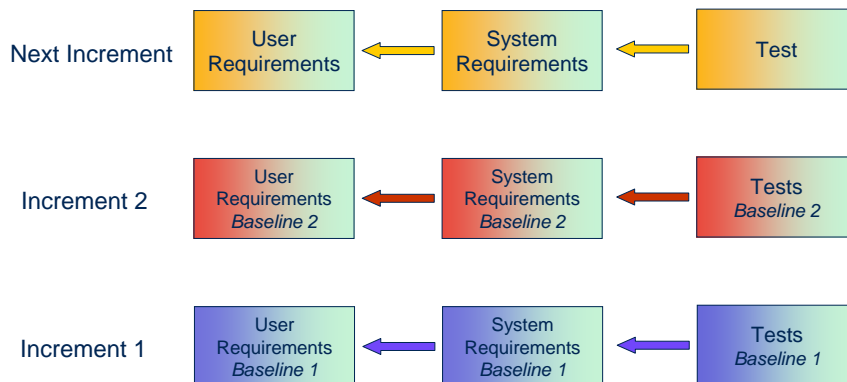 Next Increment
User
Requirements
System
Requirements
Test
Increment 2
User
Requirements
Baseline 2
System
Requirements
Baseline 2
Tests
Baseline 2
Increment 1
User
Requirements
Baseline 1
System
Requirements
Baseline 1
Tests
Baseline 1